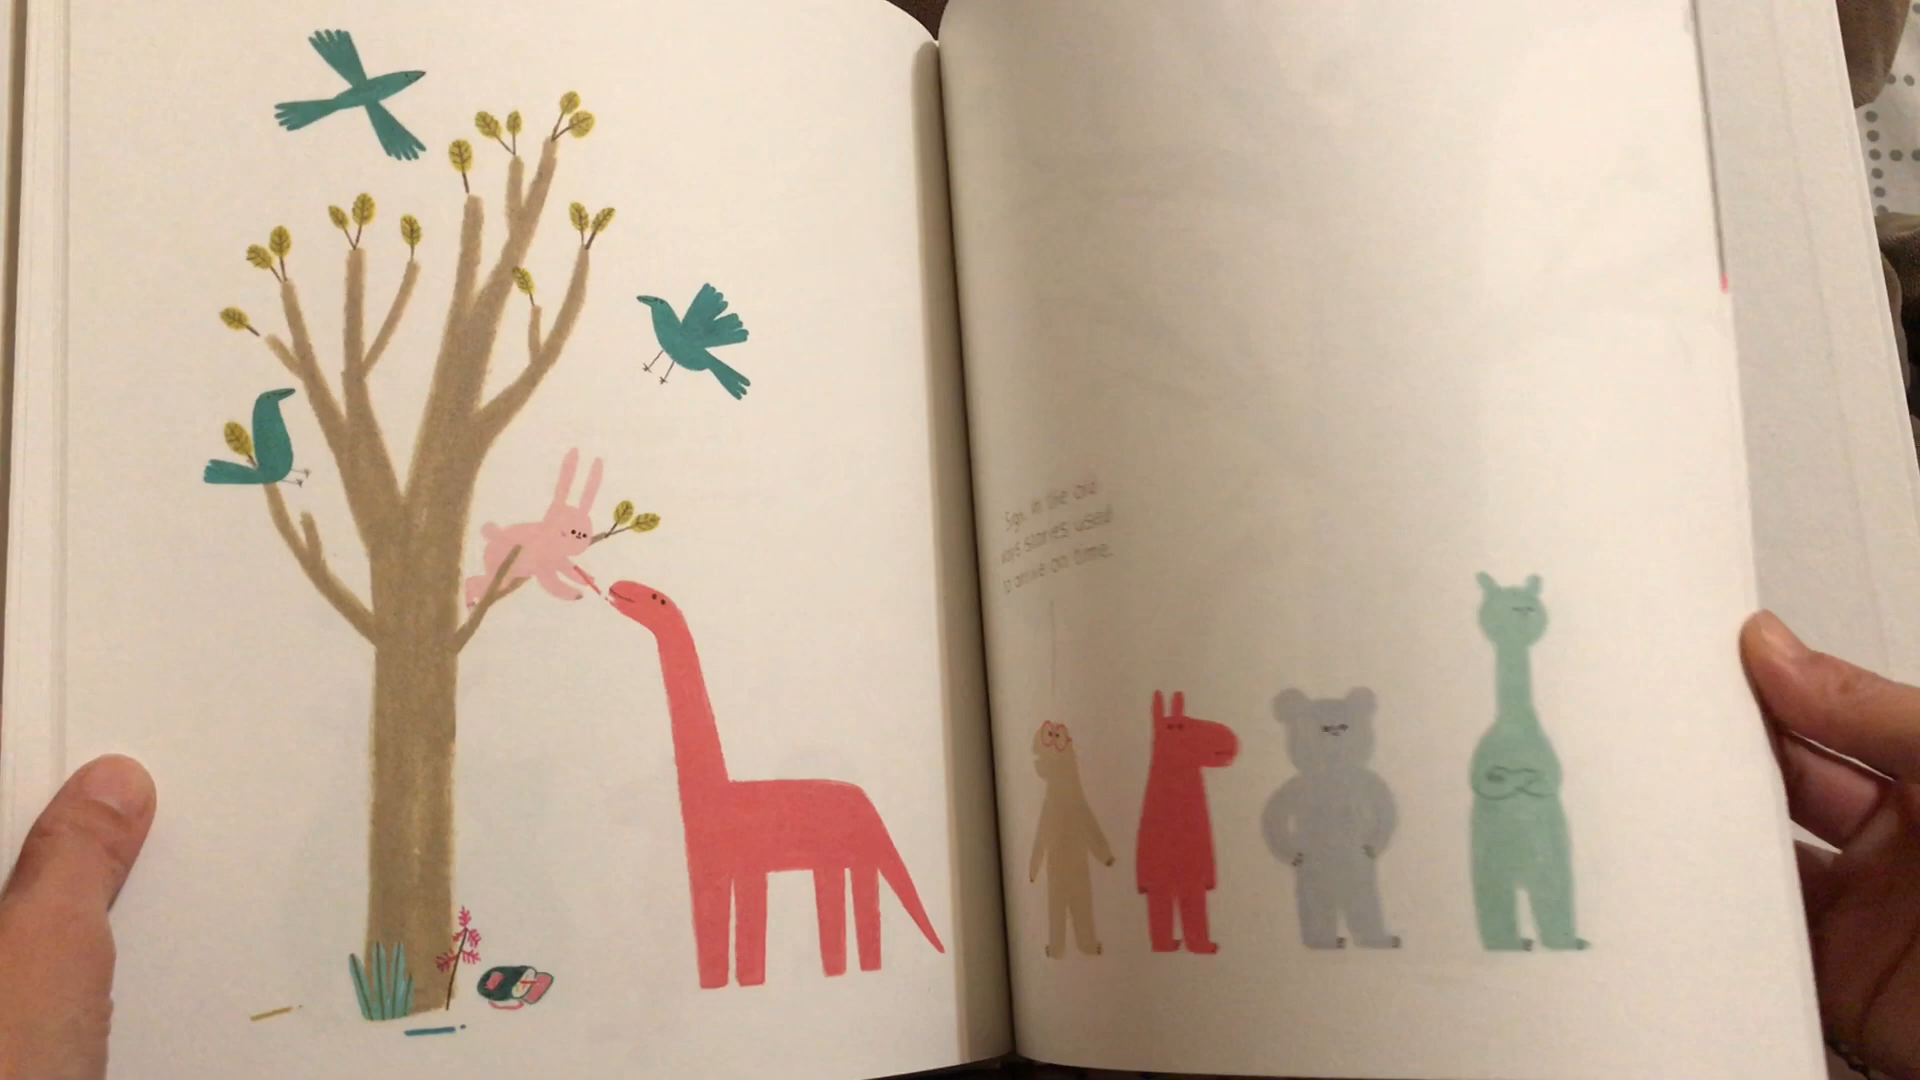 Sigh. In the old
days stories used
to arrive on time.